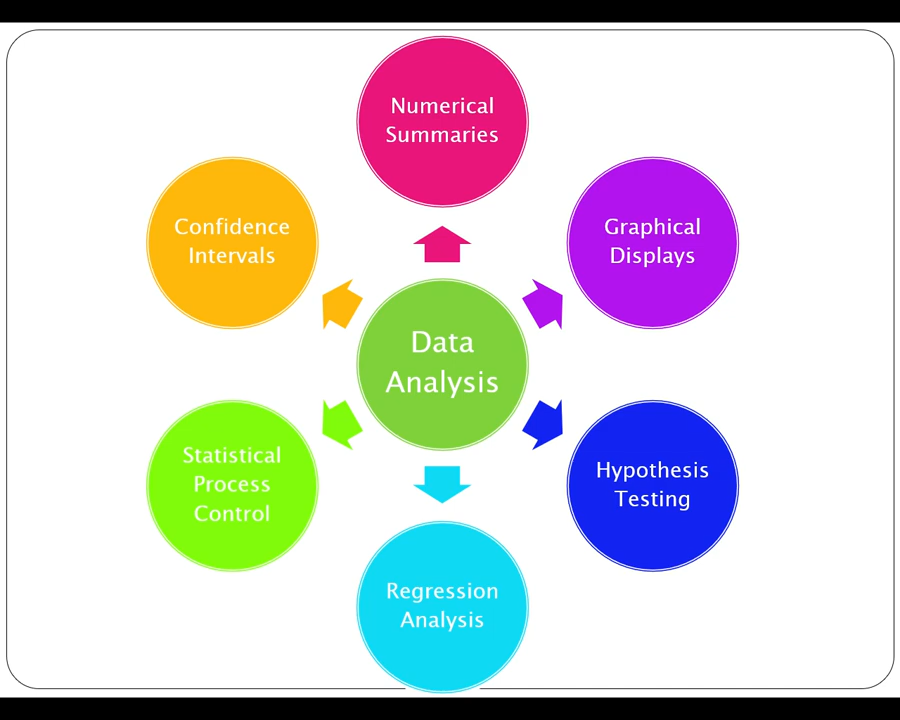 Numerical
Summaries
Confidence
Intervals
Graphical
Displays
Data
Analysis
Statistical
Process
Control
Hypothesis
Testing
Regression
Analysis